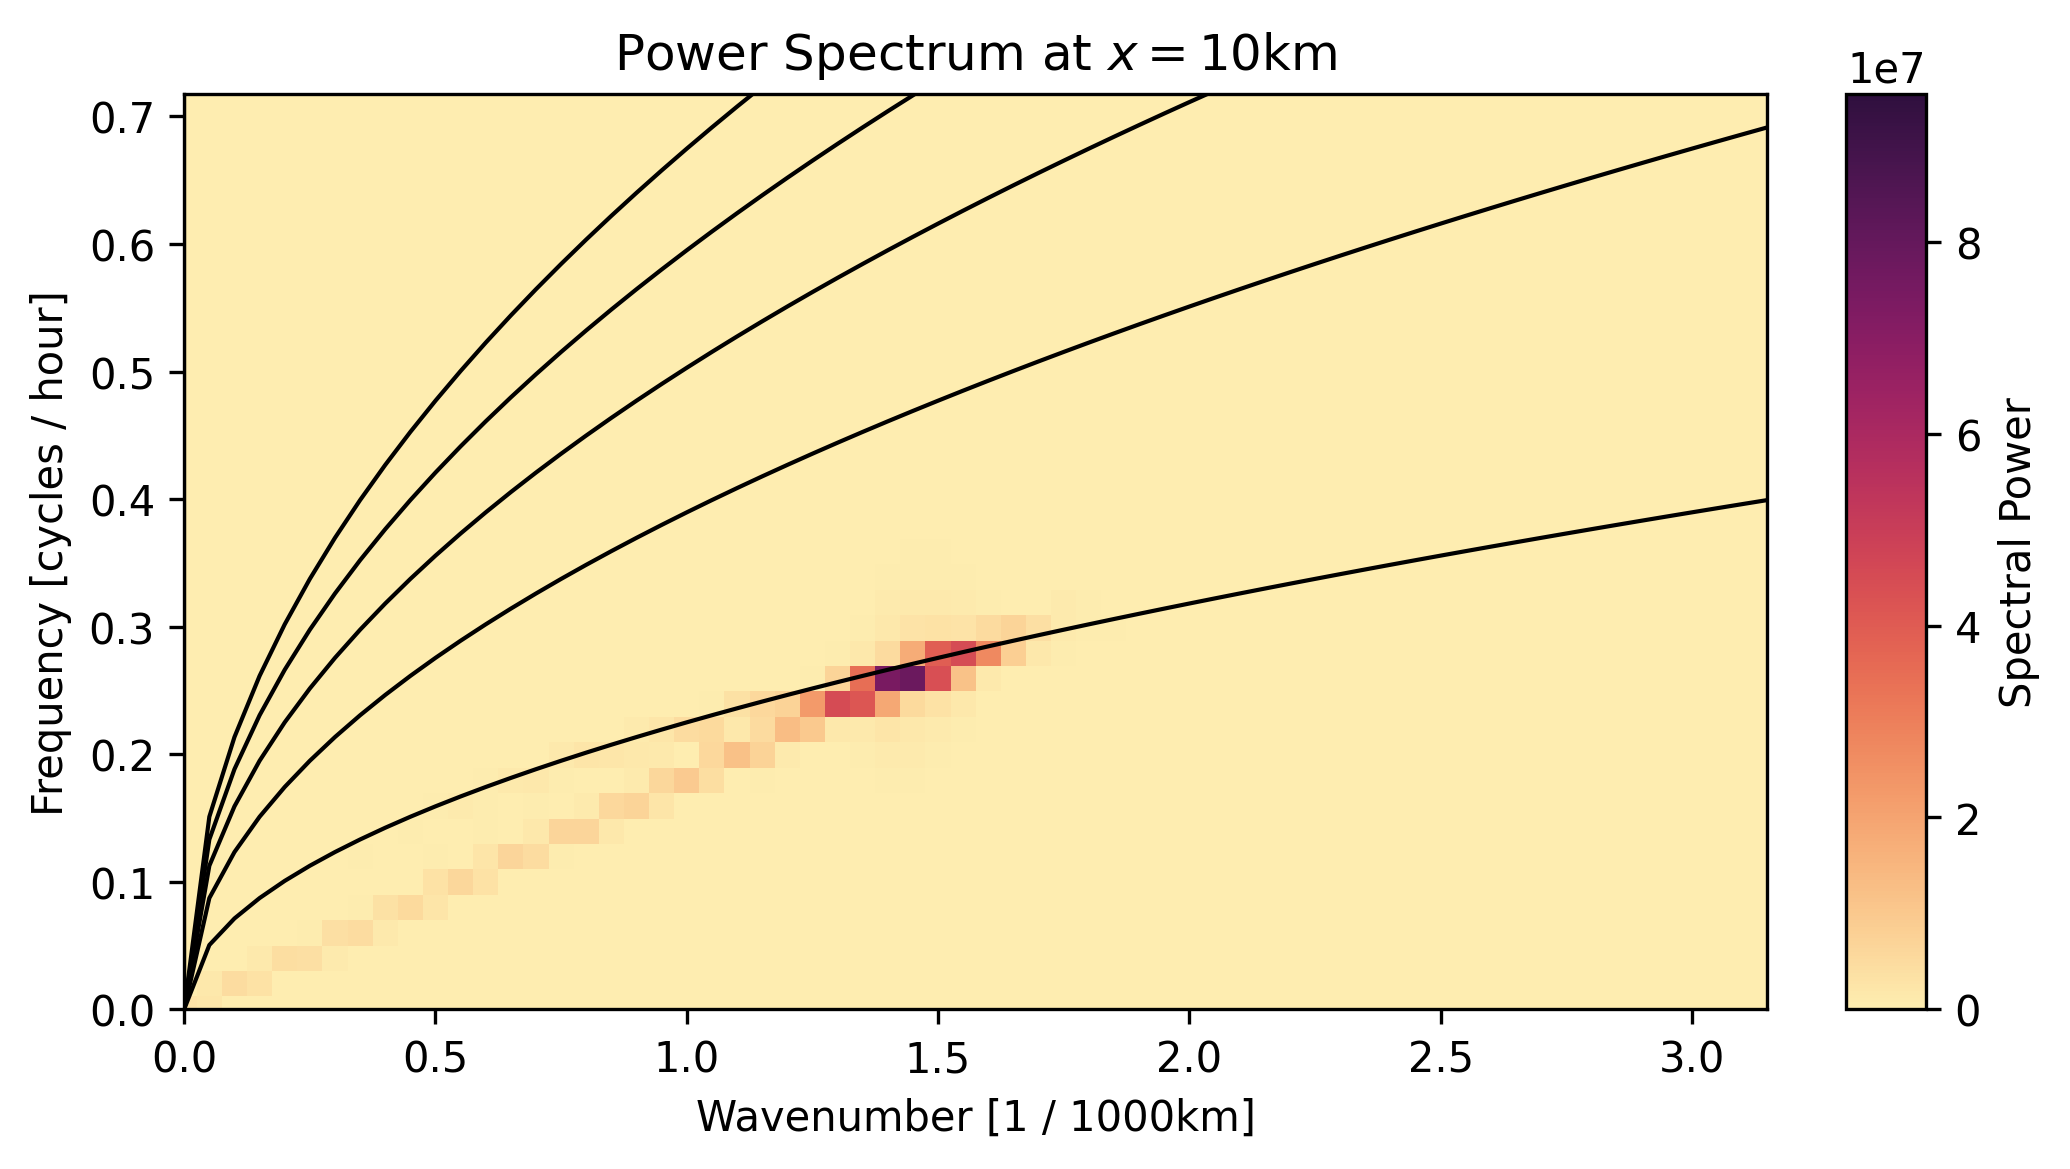 Power Spectrum at x = 10km
1e7
0.7
0.6
0.5
0.4
0.3
0.2
0.1
0.0
Frequency [cycles / hour]
0.0 0.5 1.0 1.5 2.0 2.5 3.0
Wavenumber [1 / 1000km]
8
6
4
2
0
Spectral Power